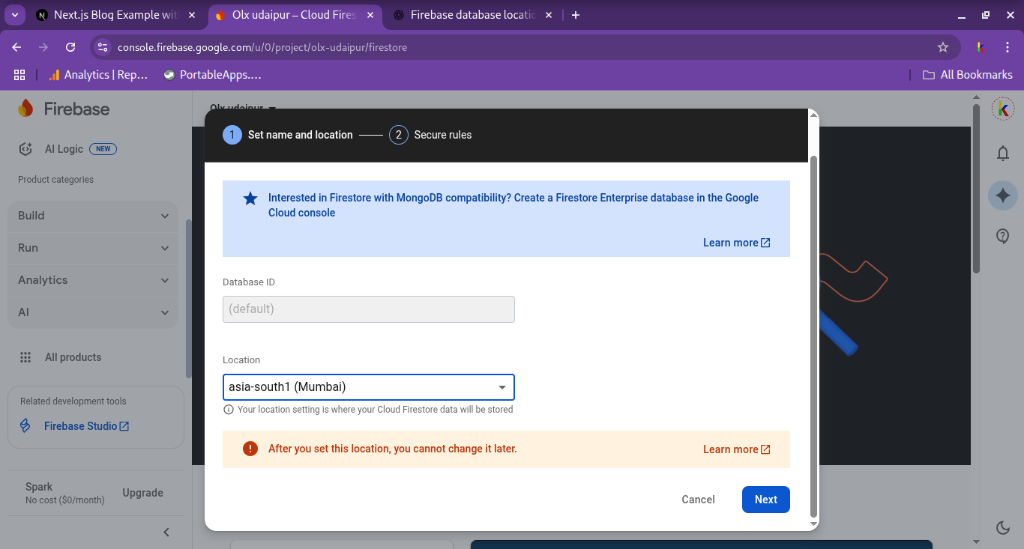 Next.js Blog Example wit
Olx udaipur – Cloud Fires
Firebase database locatio
console.firebase.google.com/u/0/project/olx-udaipur/firestore
Analytics | Rep...
PortableApps....
All Bookmarks
Firebase
Olx udaipur
AI Logic
NEW
Product categories
Build
Run
Analytics
AI
All products
Related development tools
Firebase Studio
Spark
No cost ($0/month)
Upgrade
1
Set name and location
2
Secure rules
Interested in Firestore with MongoDB compatibility? Create a Firestore Enterprise database in the Google
Cloud console
Learn more
Database ID
(default)
Location
asia-south1 (Mumbai)
Your location setting is where your Cloud Firestore data will be stored
After you set this location, you cannot change it later.
Learn more
Cancel
Next